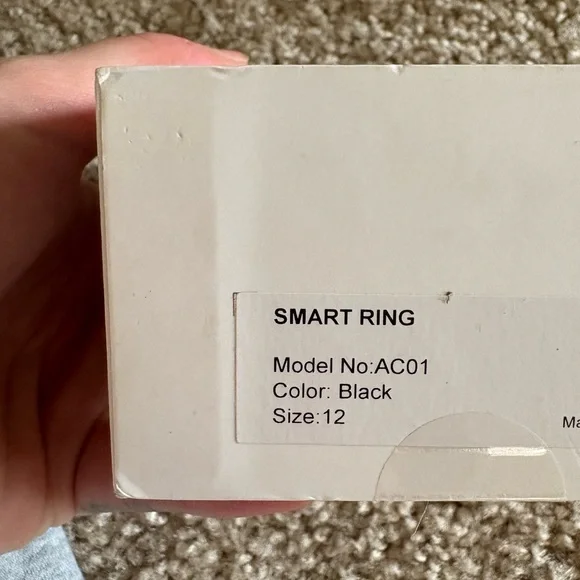 SMART RING
Model No:AC01
Color: Black
Size:12